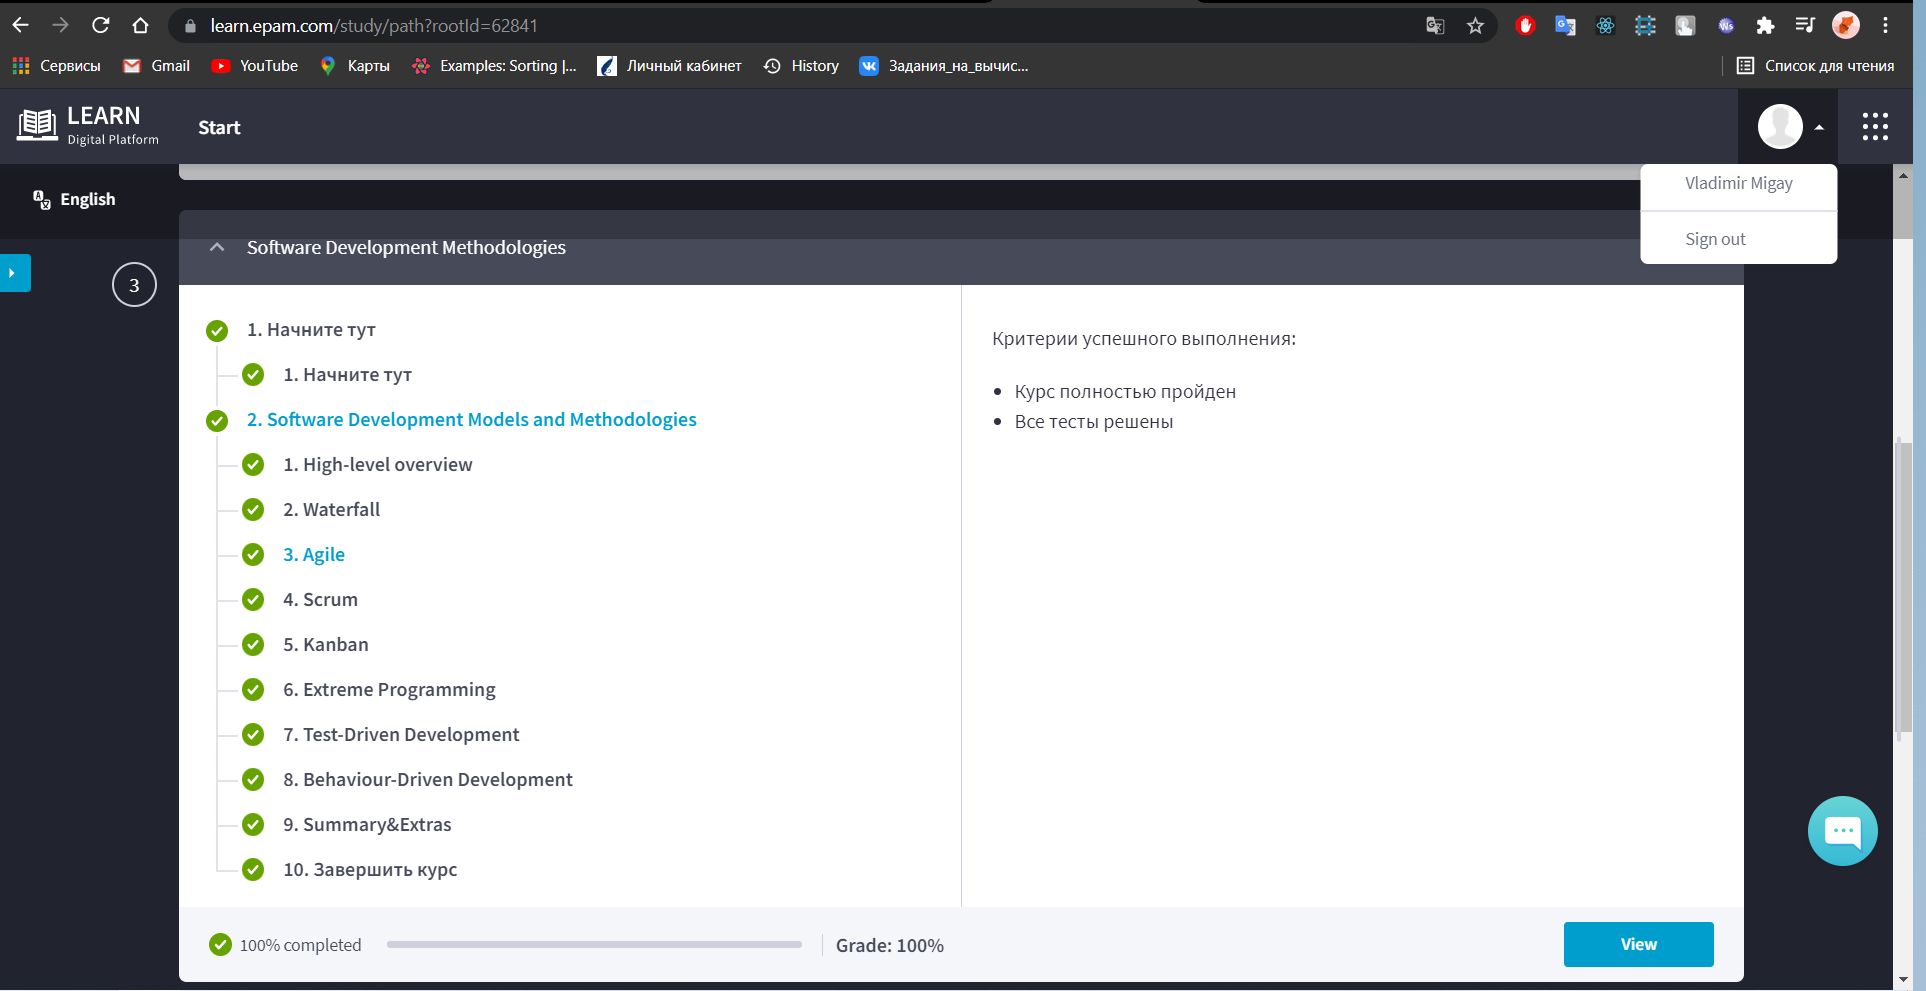 learn.epam.com/study/path?rootId=62841
Сервисы Gmail YouTube Карты Examples: Sorting |... Личный кабинет History Задания_на_вычис... Список для чтения
LEARN
Digital Platform
Start
English
Vladimir Migay
Sign out
3
Software Development Methodologies
1. Начните тут
1. Начните тут
2. Software Development Models and Methodologies
1. High-level overview
2. Waterfall
3. Agile
4. Scrum
5. Kanban
6. Extreme Programming
7. Test-Driven Development
8. Behaviour-Driven Development
9. Summary&Extras
10. Завершить курс
Критерии успешного выполнения:
• Курс полностью пройден
• Все тесты решены
100% completed
Grade: 100%
View